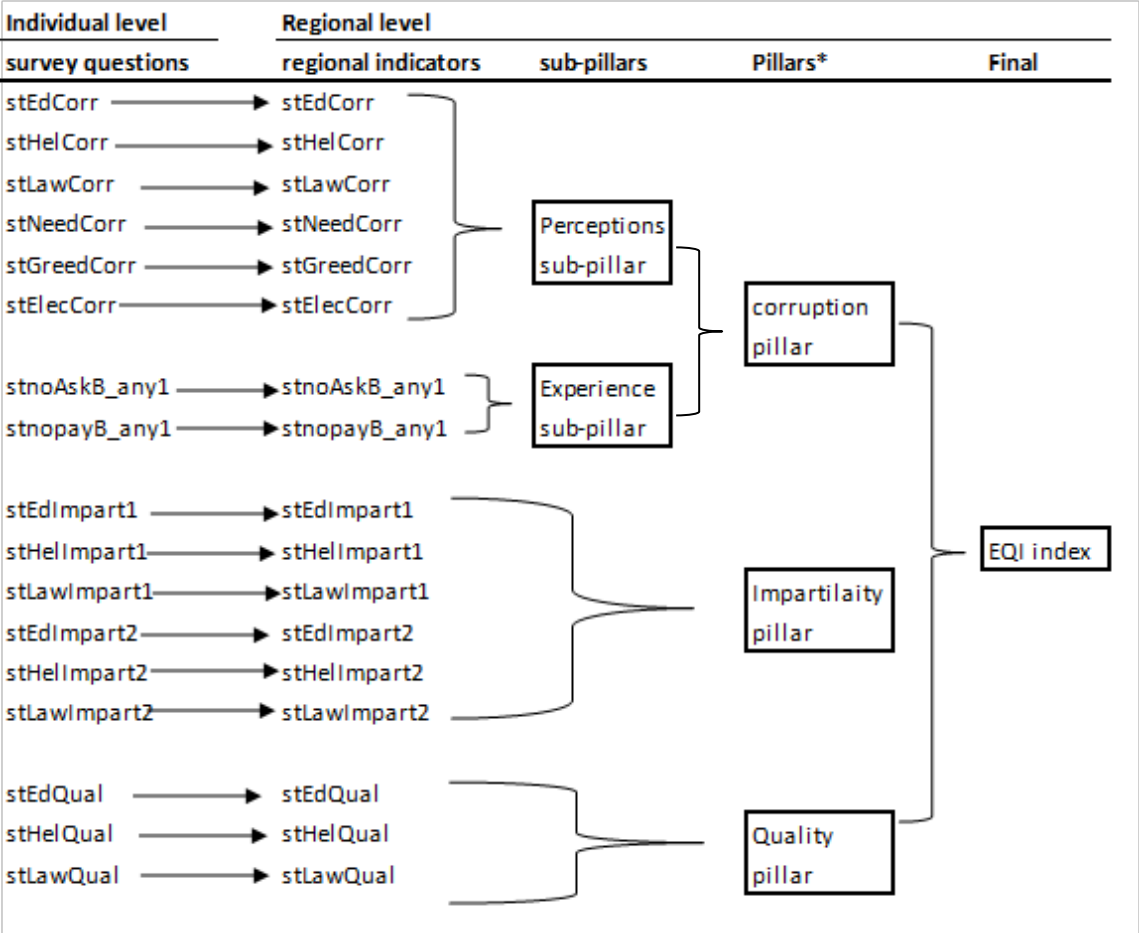 Individual level
Regional level
survey questions
regional indicators
sub-pillars
Pillars*
Final
stEdCorr
stEdCorr
stHelCorr
stHelCorr
stLawCorr
stLawCorr
stNeedCorr
stNeedCorr
stGreedCorr
stGreedCorr
stElecCorr
stElecCorr
Perceptions
sub-pillar
corruption
pillar
stnoAskB_any1
stnoAskB_any1
stnopayB_any1
stnopayB_any1
Experience
sub-pillar
stEdImpart1
stEdImpart1
stHelImpart1
stHelImpart1
stLawImpart1
stLawImpart1
stEdImpart2
stEdImpart2
stHelImpart2
stHelImpart2
stLawImpart2
stLawImpart2
Impartilaity
pillar
EQI index
stEdQual
stEdQual
stHelQual
stHelQual
stLawQual
stLawQual
Quality
pillar